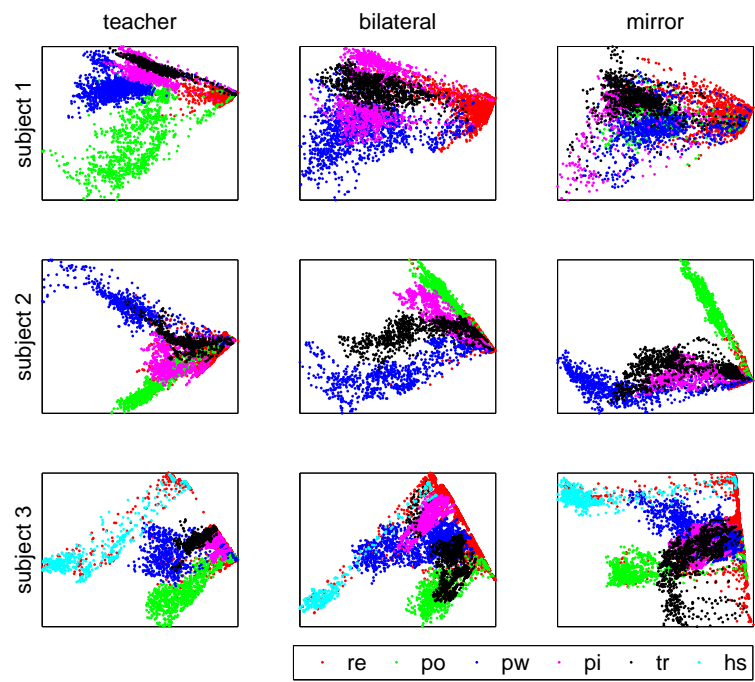 teacher bilateral mirror
subject 1
subject 2
subject 3
re po pw pi tr hs